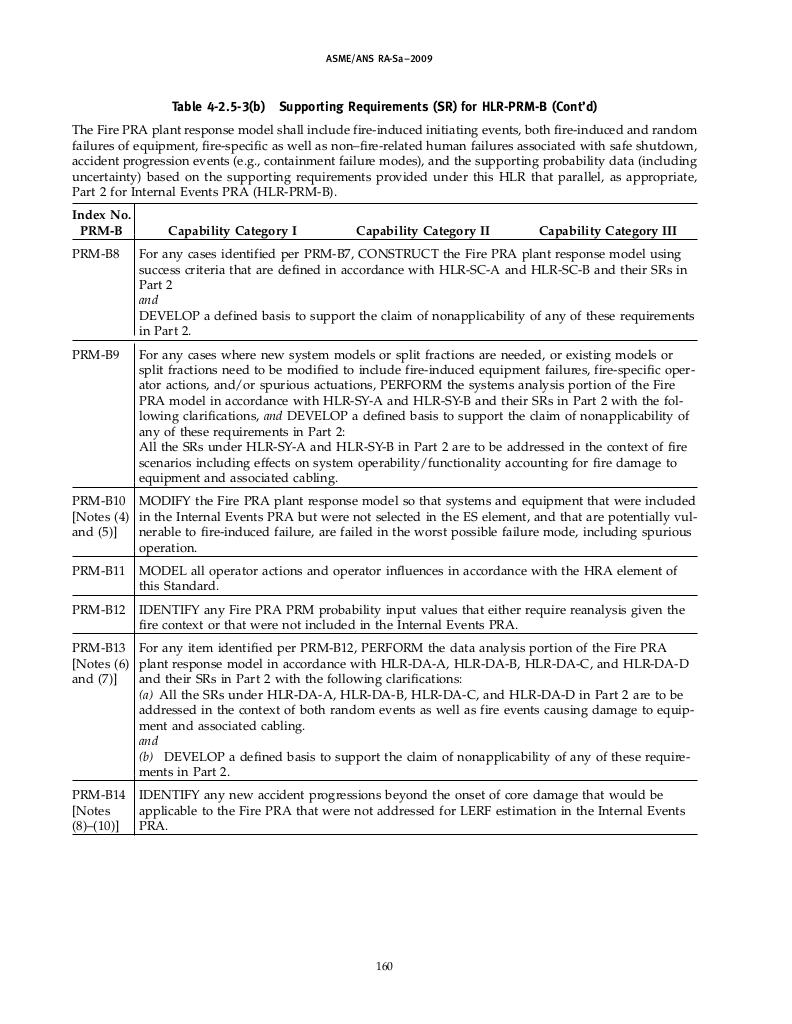 ASME/ANS RA-Sa–2009
Table 4-2.5-3(b) Supporting Requirements (SR) for HLR-PRM-B (Cont'd)
The Fire PRA plant response model shall include fire-induced initiating events, both fire-induced and random
failures of equipment, fire-specific as well as non–fire-related human failures associated with safe shutdown,
accident progression events (e.g., containment failure modes), and the supporting probability data (including
uncertainty) based on the supporting requirements provided under this HLR that parallel, as appropriate,
Part 2 for Internal Events PRA (HLR-PRM-B).
Index No.
PRM-B Capability Category I Capability Category II Capability Category III
PRM-B8 For any cases identified per PRM-B7, CONSTRUCT the Fire PRA plant response model using
success criteria that are defined in accordance with HLR-SC-A and HLR-SC-B and their SRs in
Part 2
and
DEVELOP a defined basis to support the claim of nonapplicability of any of these requirements
in Part 2.
PRM-B9 For any cases where new system models or split fractions are needed, or existing models or
split fractions need to be modified to include fire-induced equipment failures, fire-specific oper-
ator actions, and/or spurious actuations, PERFORM the systems analysis portion of the Fire
PRA model in accordance with HLR-SY-A and HLR-SY-B and their SRs in Part 2 with the fol-
lowing clarifications, and DEVELOP a defined basis to support the claim of nonapplicability of
any of these requirements in Part 2:
All the SRs under HLR-SY-A and HLR-SY-B in Part 2 are to be addressed in the context of fire
scenarios including effects on system operability/functionality accounting for fire damage to
equipment and associated cabling.
PRM-B10 MODIFY the Fire PRA plant response model so that systems and equipment that were included
[Notes (4) in the Internal Events PRA but were not selected in the ES element, and that are potentially vul-
and (5)] nerable to fire-induced failure, are failed in the worst possible failure mode, including spurious
operation.
PRM-B11 MODEL all operator actions and operator influences in accordance with the HRA element of
this Standard.
PRM-B12 IDENTIFY any Fire PRA PRM probability input values that either require reanalysis given the
fire context or that were not included in the Internal Events PRA.
PRM-B13 For any item identified per PRM-B12, PERFORM the data analysis portion of the Fire PRA
[Notes (6) plant response model in accordance with HLR-DA-A, HLR-DA-B, HLR-DA-C, and HLR-DA-D
and (7)] and their SRs in Part 2 with the following clarifications:
(a) All the SRs under HLR-DA-A, HLR-DA-B, HLR-DA-C, and HLR-DA-D in Part 2 are to be
addressed in the context of both random events as well as fire events causing damage to equip-
ment and associated cabling.
and
(b) DEVELOP a defined basis to support the claim of nonapplicability of any of these require-
ments in Part 2.
PRM-B14 IDENTIFY any new accident progressions beyond the onset of core damage that would be
[Notes applicable to the Fire PRA that were not addressed for LERF estimation in the Internal Events
(8)–(10)] PRA.
160